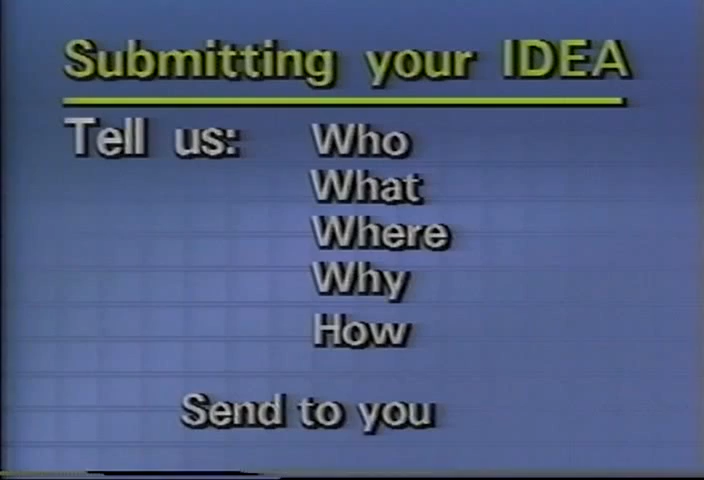 Submitting your IDEA
Tell us: Who
What
Where
Why
How
Send to you